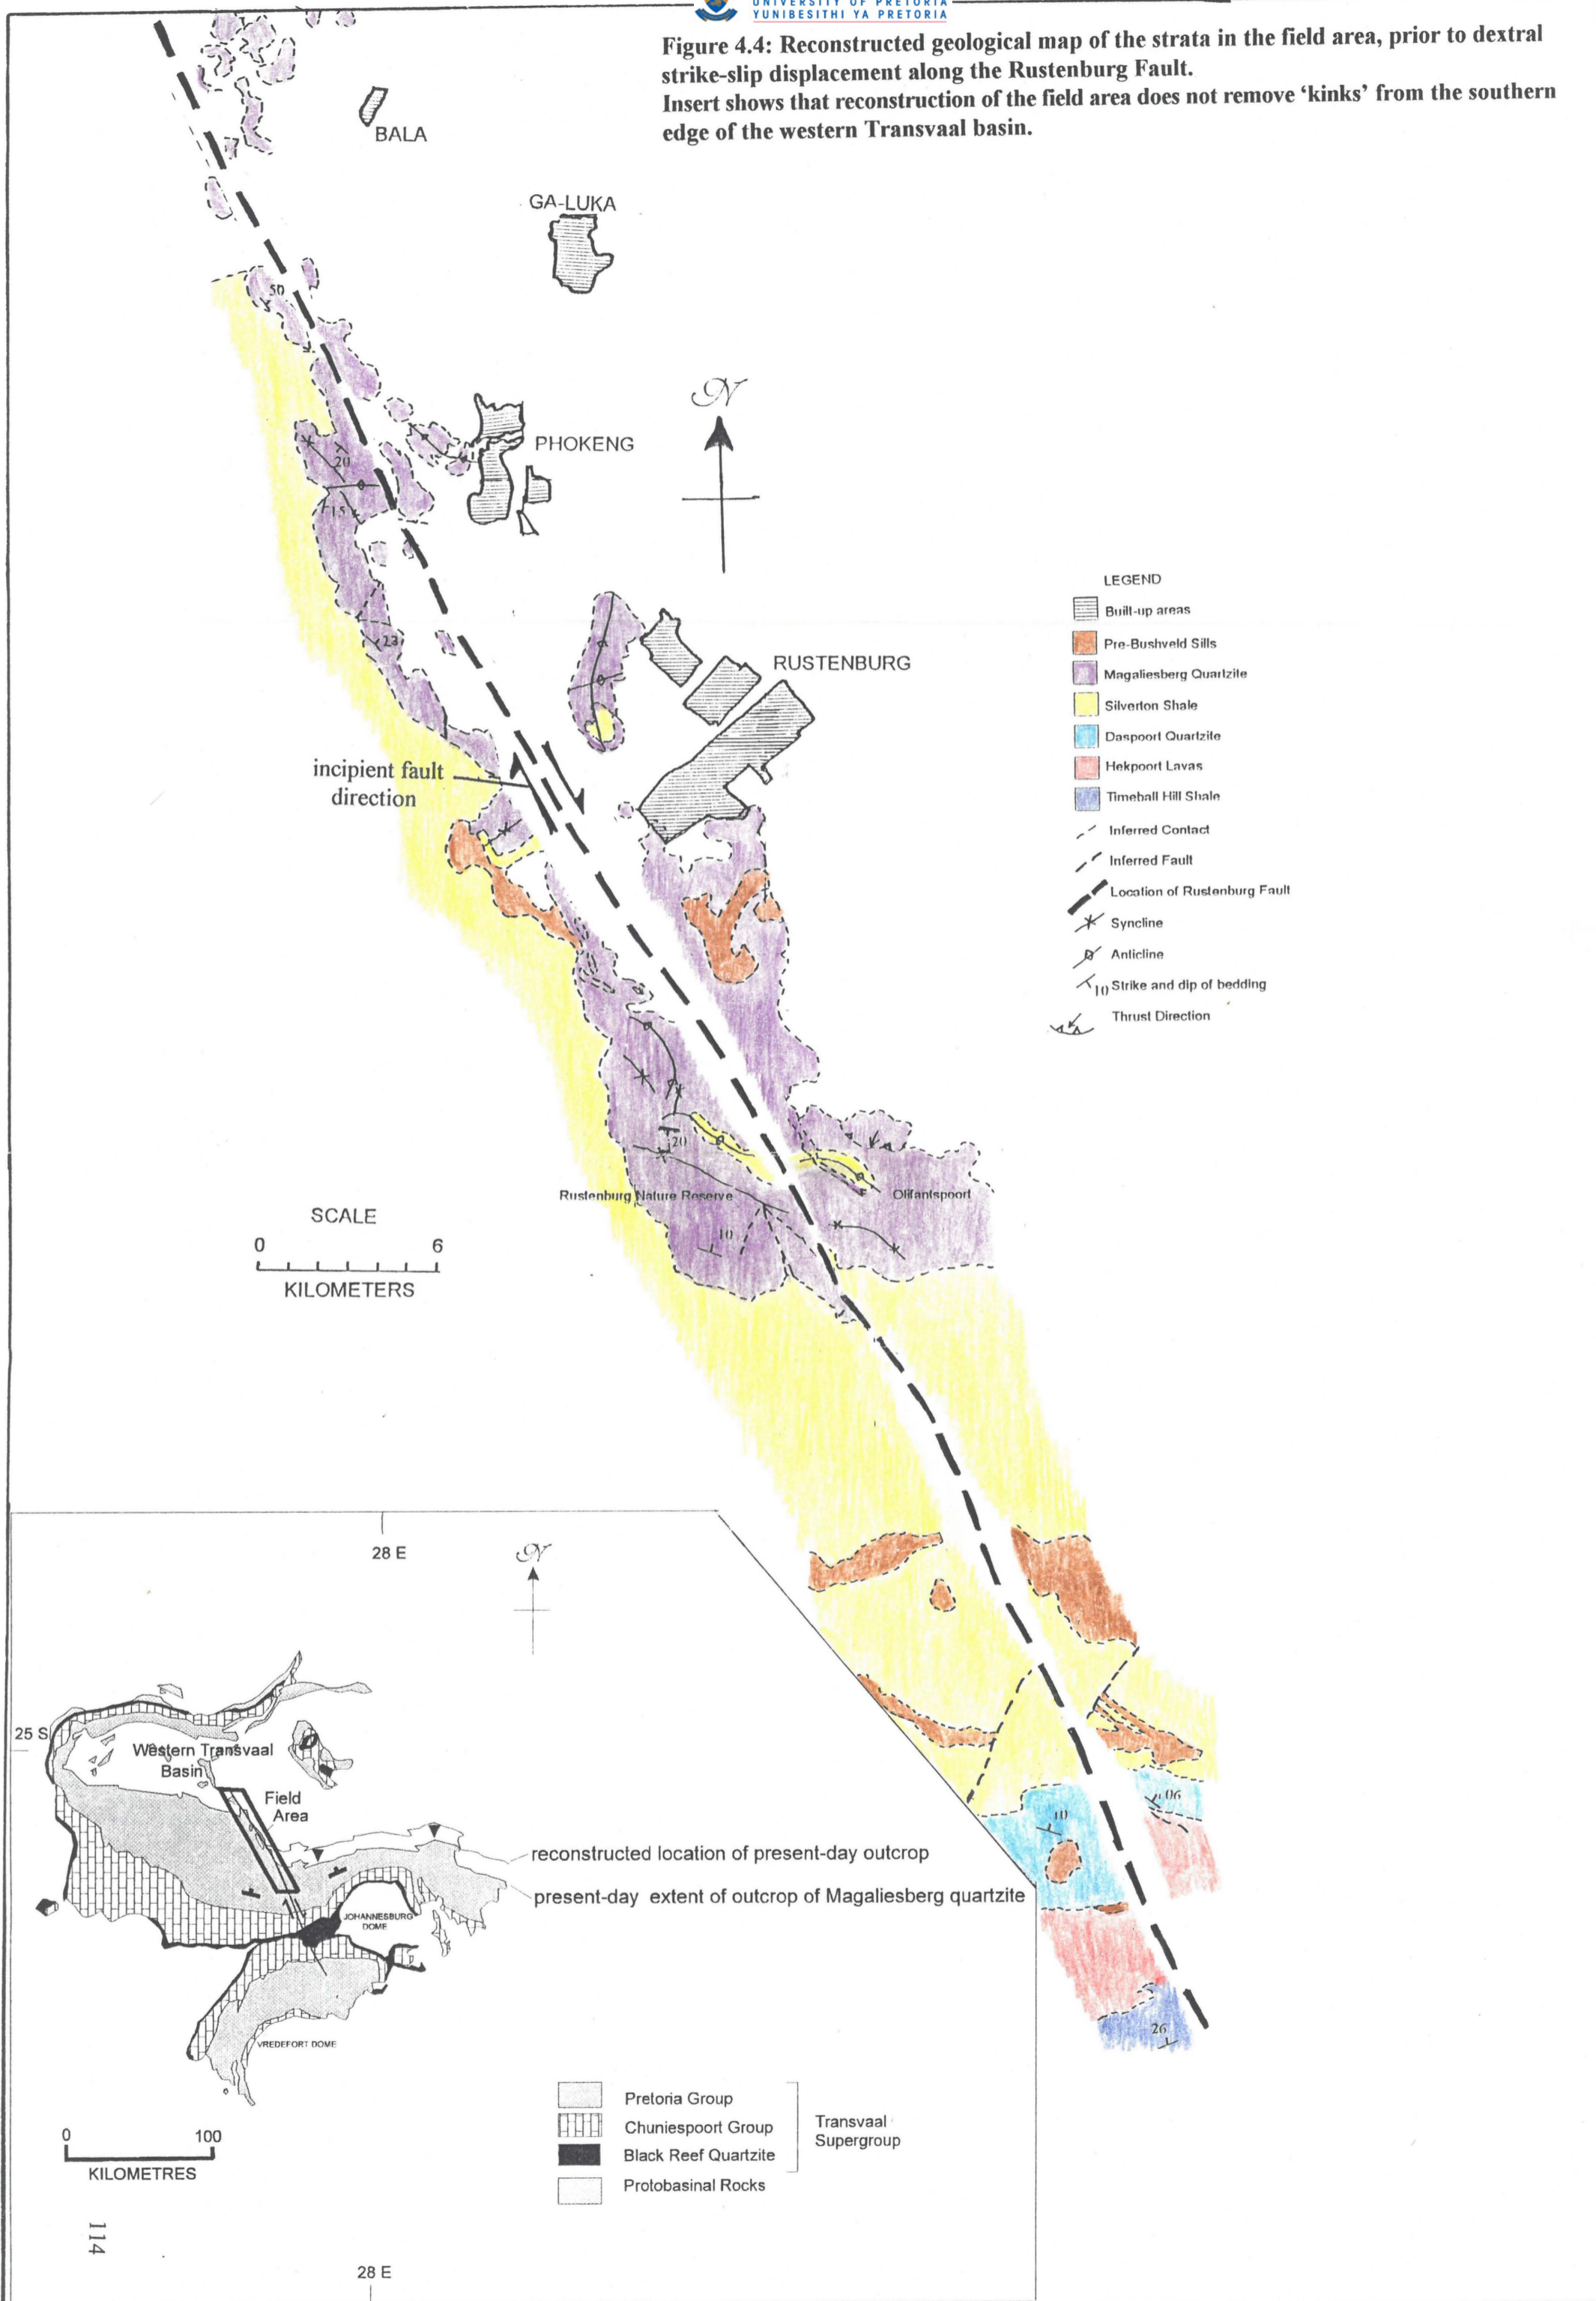 UNIVERSITY OF PRETORIA
YUNIBESITHI YA PRETORIA
Figure 4.4: Reconstructed geological map of the strata in the field area, prior to dextral
strike-slip displacement along the Rustenburg Fault.
Insert shows that reconstruction of the field area does not remove ‘kinks’ from the southern
edge of the western Transvaal basin.
BALA
GA-LUKA
50
N
PHOKENG
20
15
23
RUSTENBURG
incipient fault
direction
LEGEND
Built-up areas
Pre-Bushveld Sills
Magaliesberg Quartzite
Silverton Shale
Daspoort Quartzite
Hekpoort Lavas
Timeball Hill Shale
Inferred Contact
Inferred Fault
Location of Rustenburg Fault
Syncline
Anticline
10 Strike and dip of bedding
Thrust Direction
20
Rustenburg Nature Reserve
Olifantspoort
10
SCALE
0 6
KILOMETERS
10
06
26
28 E
N
25 S
Western Transvaal
Basin
Field
Area
reconstructed location of present-day outcrop
present-day extent of outcrop of Magaliesberg quartzite
JOHANNESBURG
DOME
VREDEFORT DOME
0 100
KILOMETRES
Pretoria Group
Chuniespoort Group
Black Reef Quartzite
Protobasinal Rocks
Transvaal
Supergroup
114
28 E